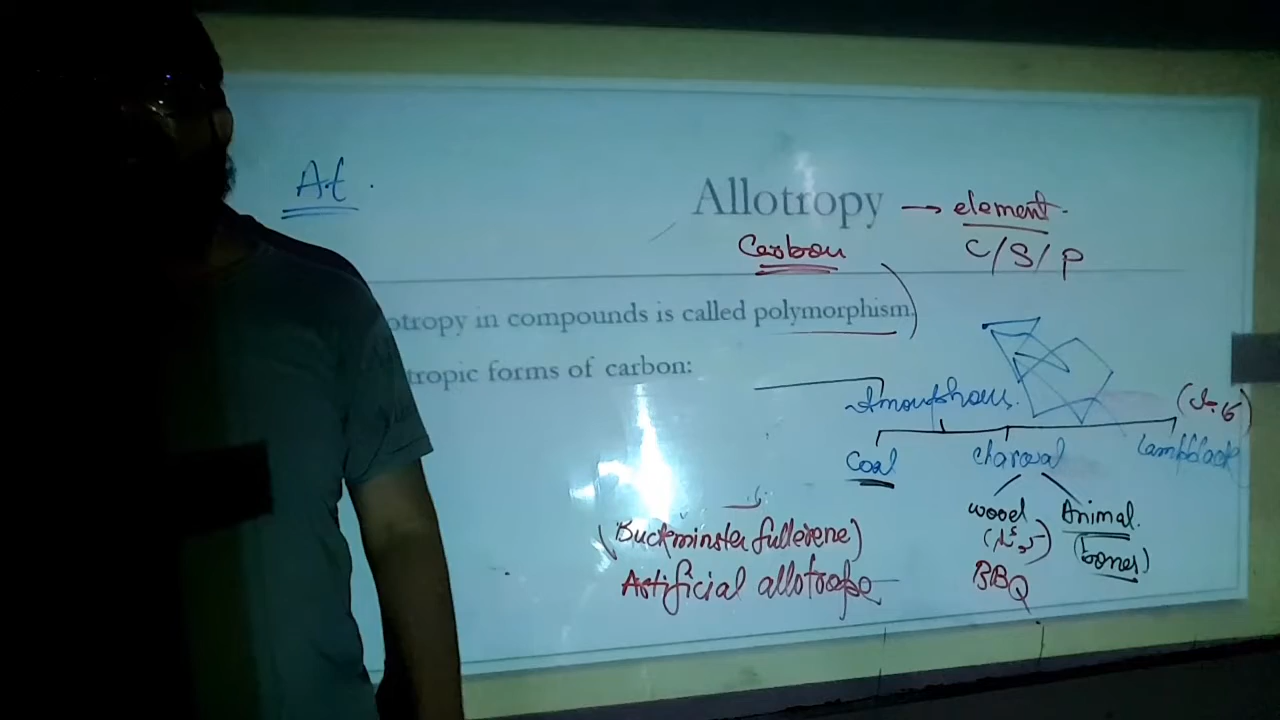 At.
Allotropy → element.
Carbon
C/S/P
otropy in compounds is called polymorphism.)
tropic forms of carbon:
Amorphous.
Coal charcoal Lampblack
wood Animal.
(Buckminster fullerene) (bones)
Artificial allotrope BBQ